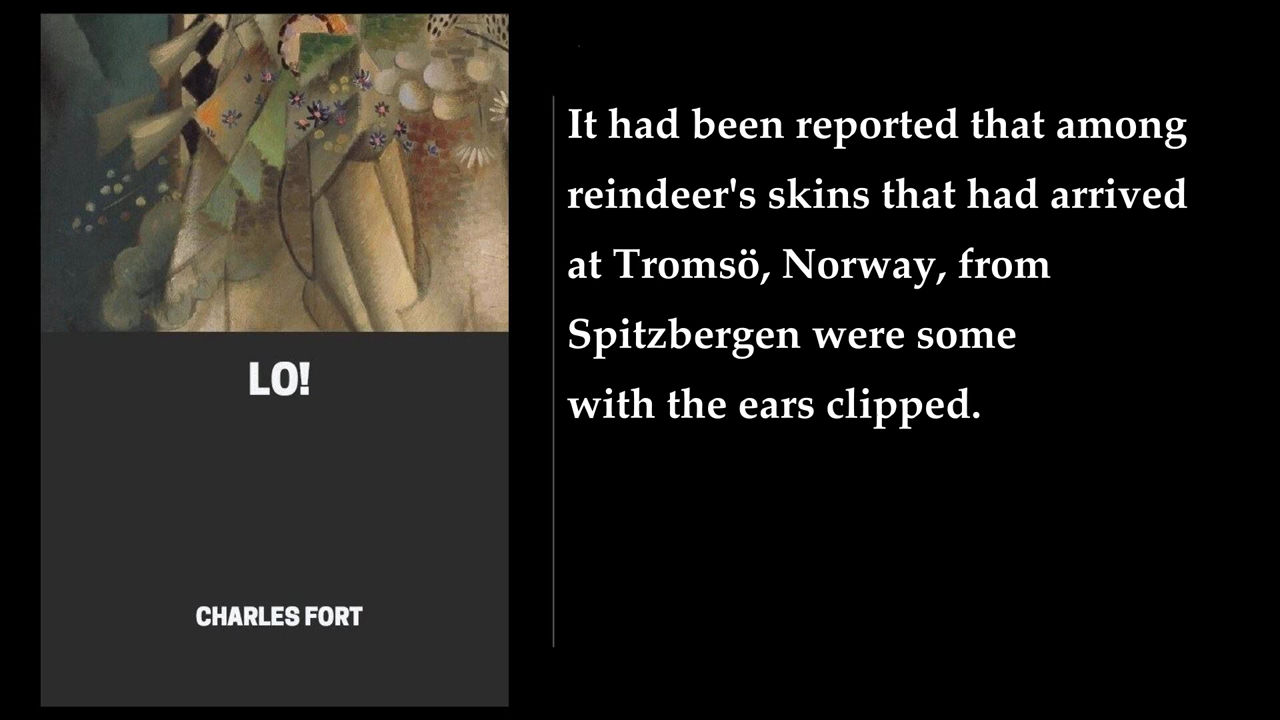 LO!
CHARLES FORT
It had been reported that among
reindeer's skins that had arrived
at Tromsö, Norway, from
Spitzbergen were some
with the ears clipped.